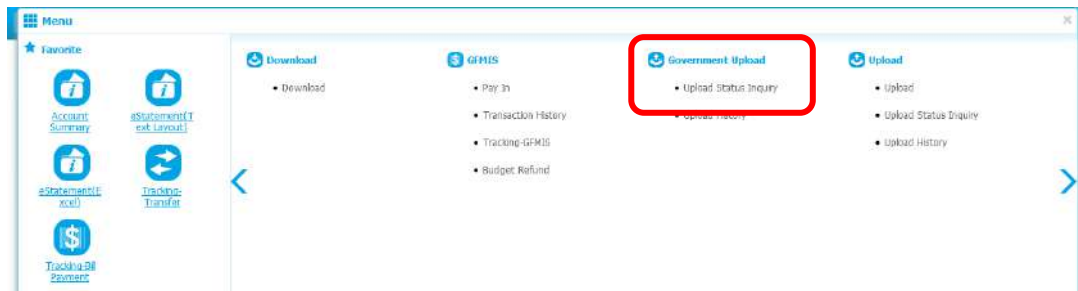 Menu
Favorite
Account
Summary
eStatement(T
ext Layout)
eStatement(E
xcel)
Tracking-
Transfer
Tracking-Bill
Payment
Download
• Download
GFMIS
• Pay In
• Transaction History
• Tracking-GFMIS
• Budget Refund
Government Upload
• Upload Status Inquiry
• Upload History
Upload
• Upload
• Upload Status Inquiry
• Upload History